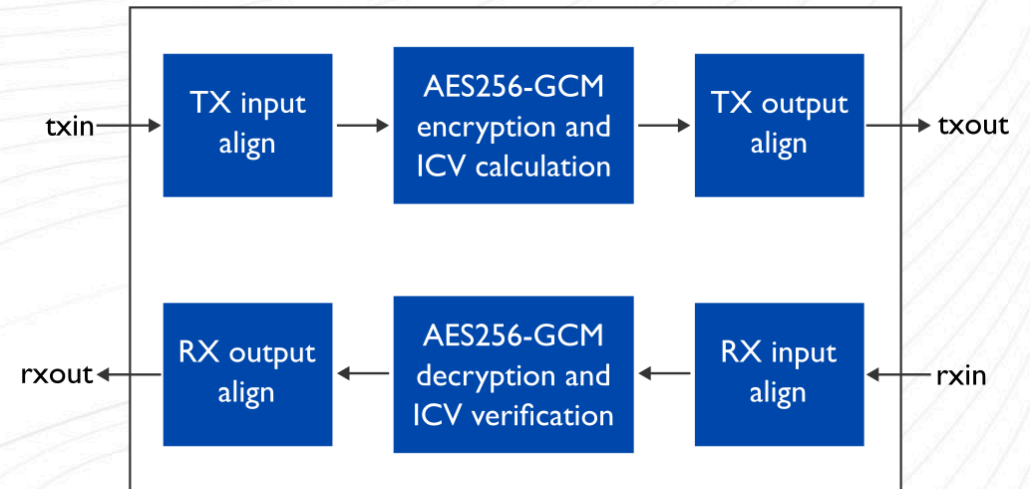 txin
TX input
align
AES256-GCM
encryption and
ICV calculation
TX output
align
txout
rxout
RX output
align
AES256-GCM
decryption and
ICV verification
RX input
align
rxin